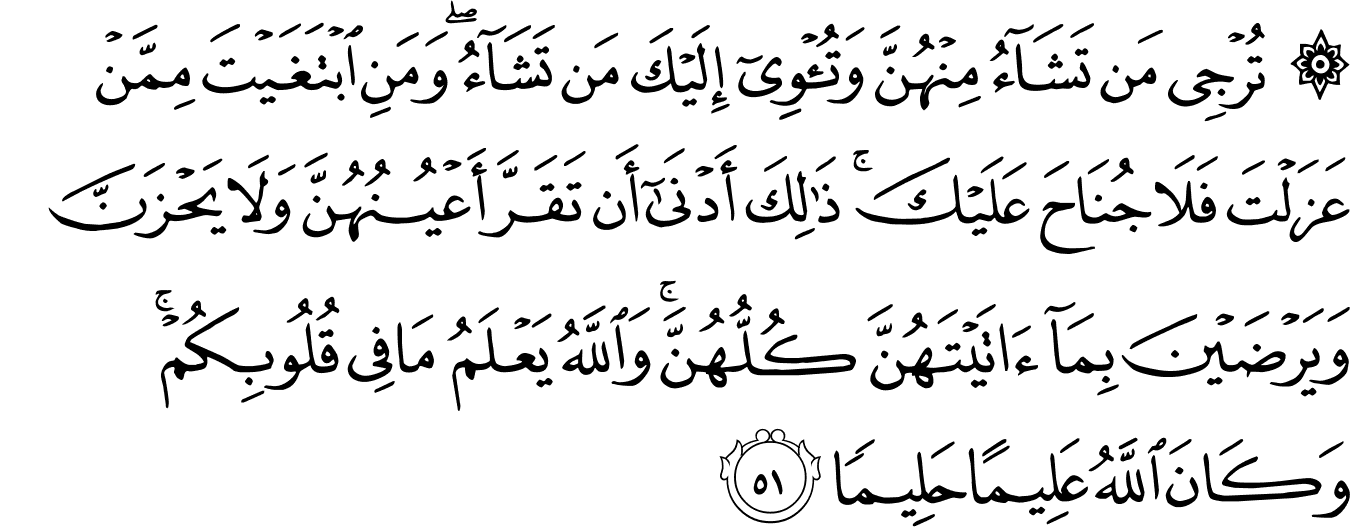 ۞ تُرْجِى مَن تَشَآءُ مِنْهُنَّ وَتُـْٔوِىٓ إِلَيْكَ مَن تَشَآءُ ۖ وَمَنِ ٱبْتَغَيْتَ مِمَّنْ
عَزَلْتَ فَلَا جُنَاحَ عَلَيْكَ ۚ ذَٰلِكَ أَدْنَىٰٓ أَن تَقَرَّ أَعْيُنُهُنَّ وَلَا يَحْزَنَّ
وَيَرْضَيْنَ بِمَآ ءَاتَيْتَهُنَّ كُلُّهُنَّ ۚ وَٱللَّهُ يَعْلَمُ مَا فِى قُلُوبِكُمْ ۚ
وَكَانَ ٱللَّهُ عَلِيمًا حَلِيمًا ٥١